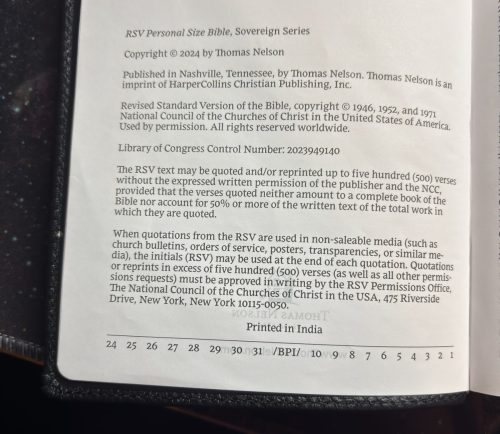 RSV Personal Size Bible, Sovereign Series
Copyright © 2024 by Thomas Nelson
Published in Nashville, Tennessee, by Thomas Nelson. Thomas Nelson is an
imprint of HarperCollins Christian Publishing, Inc.
Revised Standard Version of the Bible, copyright © 1946, 1952, and 1971
National Council of the Churches of Christ in the United States of America.
Used by permission. All rights reserved worldwide.
Library of Congress Control Number: 2023949140
The RSV text may be quoted and/or reprinted up to five hundred (500) verses
without the expressed written permission of the publisher and the NCC,
provided that the verses quoted neither amount to a complete book of the
Bible nor account for 50% or more of the written text of the total work in
which they are quoted.
When quotations from the RSV are used in non-saleable media (such as
church bulletins, orders of service, posters, transparencies, or similar me-
dia), the initials (RSV) may be used at the end of each quotation. Quotations
or reprints in excess of five hundred (500) verses (as well as all other permis-
sions requests) must be approved in writing by the RSV Permissions Office,
The National Council of the Churches of Christ in the USA, 475 Riverside
Drive, New York, New York 10115-0050.
THOMAS NELSON
Printed in India
24 25 26 27 28 29 30 31 /BPI/ 10 9 8 7 6 5 4 3 2 1